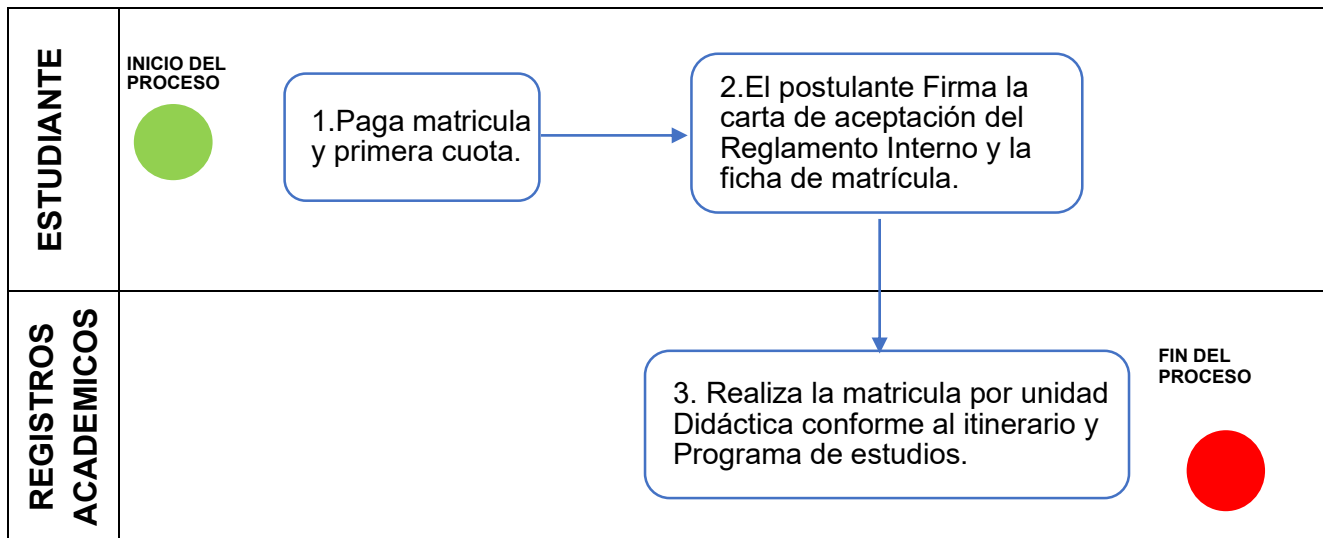 ESTUDIANTE
INICIO DEL
PROCESO
1.Paga matricula
y primera cuota.
2.El postulante Firma la
carta de aceptación del
Reglamento Interno y la
ficha de matrícula.
REGISTROS
ACADEMICOS
3. Realiza la matricula por unidad
Didáctica conforme al itinerario y
Programa de estudios.
FIN DEL
PROCESO